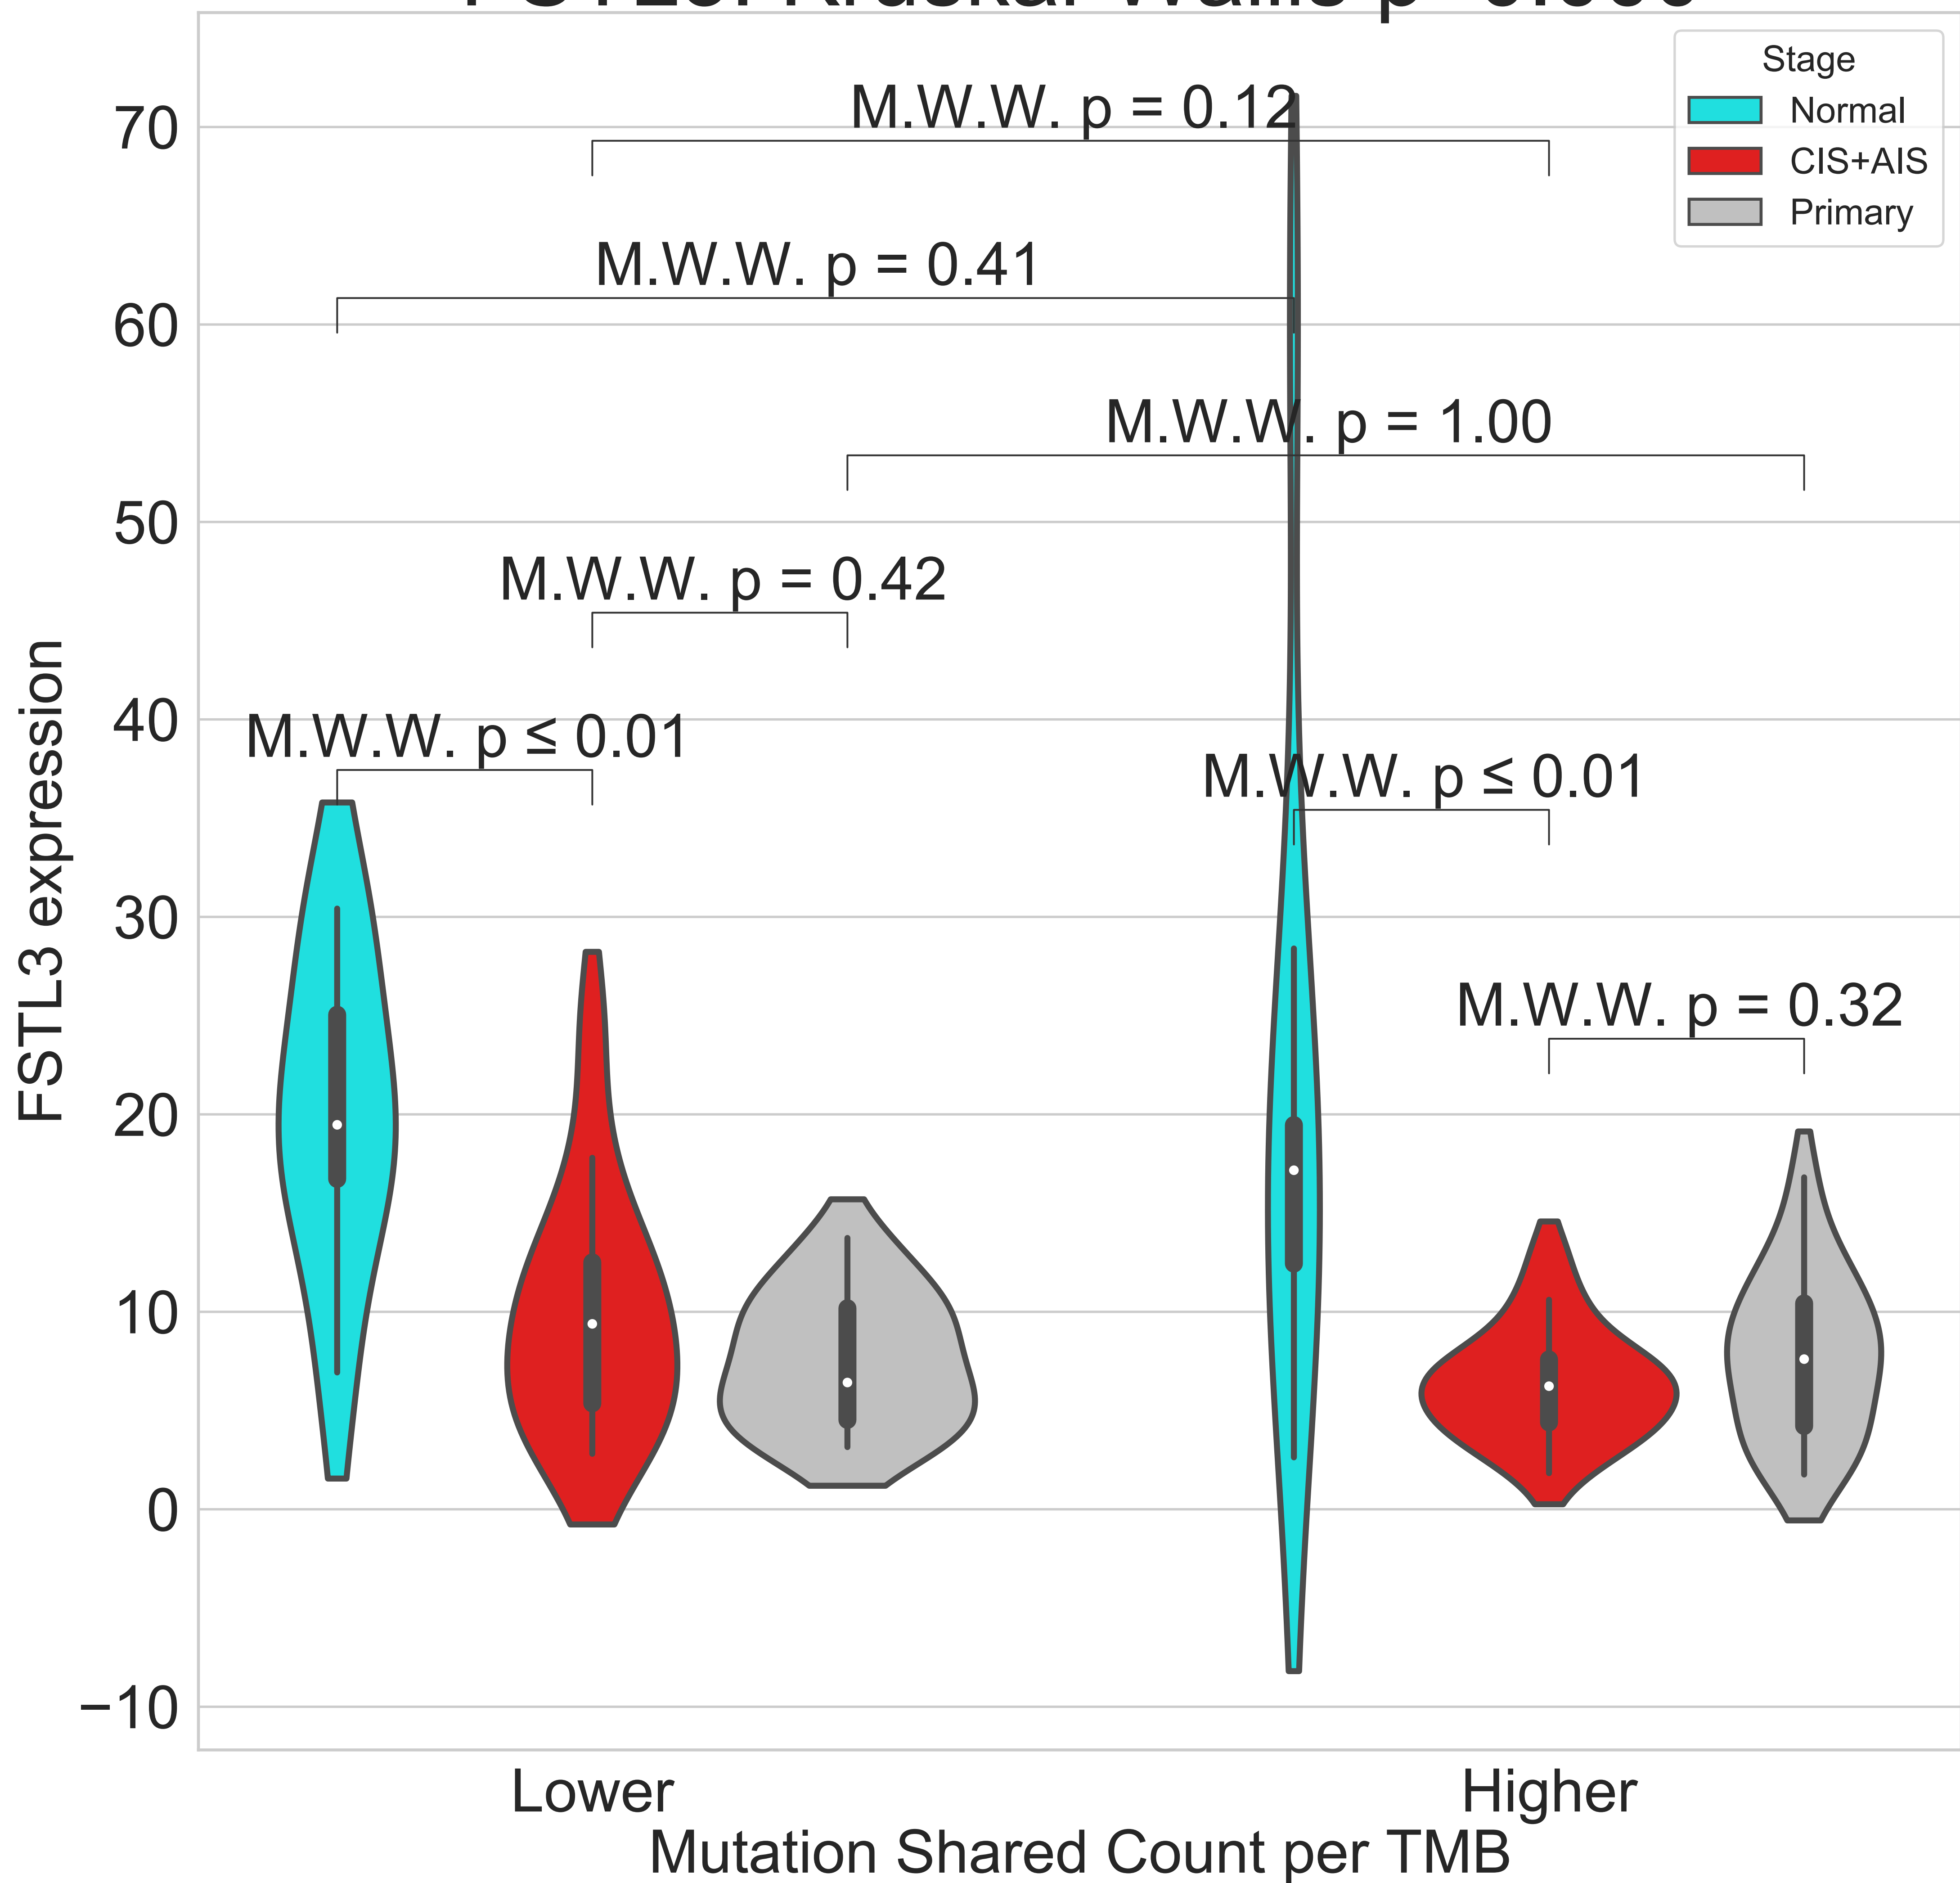 Stage
Normal
CIS+AIS
Primary
M.W.W. p = 0.12
M.W.W. p = 0.41
M.W.W. p = 1.00
M.W.W. p = 0.42
M.W.W. p ≤ 0.01
M.W.W. p ≤ 0.01
M.W.W. p = 0.32
70
60
50
40
30
20
10
0
−10
FSTL3 expression
Lower
Higher
Mutation Shared Count per TMB